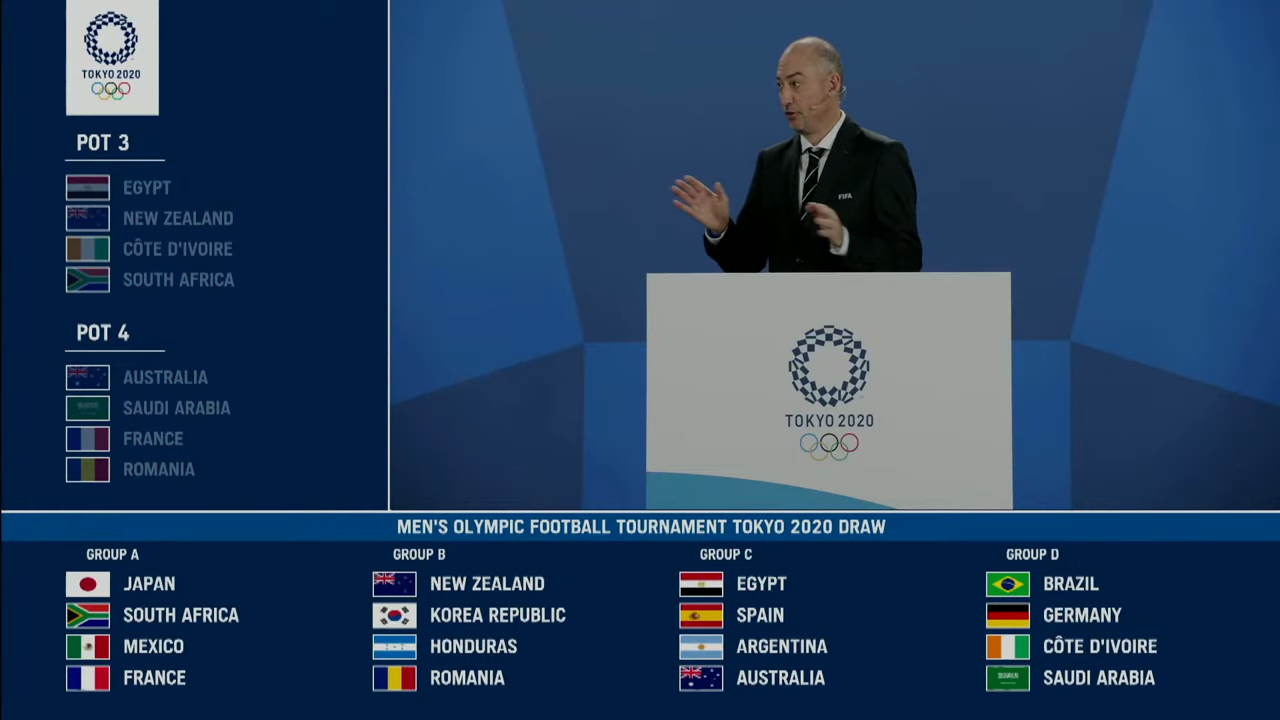 TOKYO 2020
POT 3
EGYPT
NEW ZEALAND
CÔTE D'IVOIRE
SOUTH AFRICA
POT 4
AUSTRALIA
SAUDI ARABIA
FRANCE
ROMANIA
FIFA
TOKYO 2020
MEN'S OLYMPIC FOOTBALL TOURNAMENT TOKYO 2020 DRAW
GROUP A
JAPAN
SOUTH AFRICA
MEXICO
FRANCE
GROUP B
NEW ZEALAND
KOREA REPUBLIC
HONDURAS
ROMANIA
GROUP C
EGYPT
SPAIN
ARGENTINA
AUSTRALIA
GROUP D
BRAZIL
GERMANY
CÔTE D'IVOIRE
SAUDI ARABIA